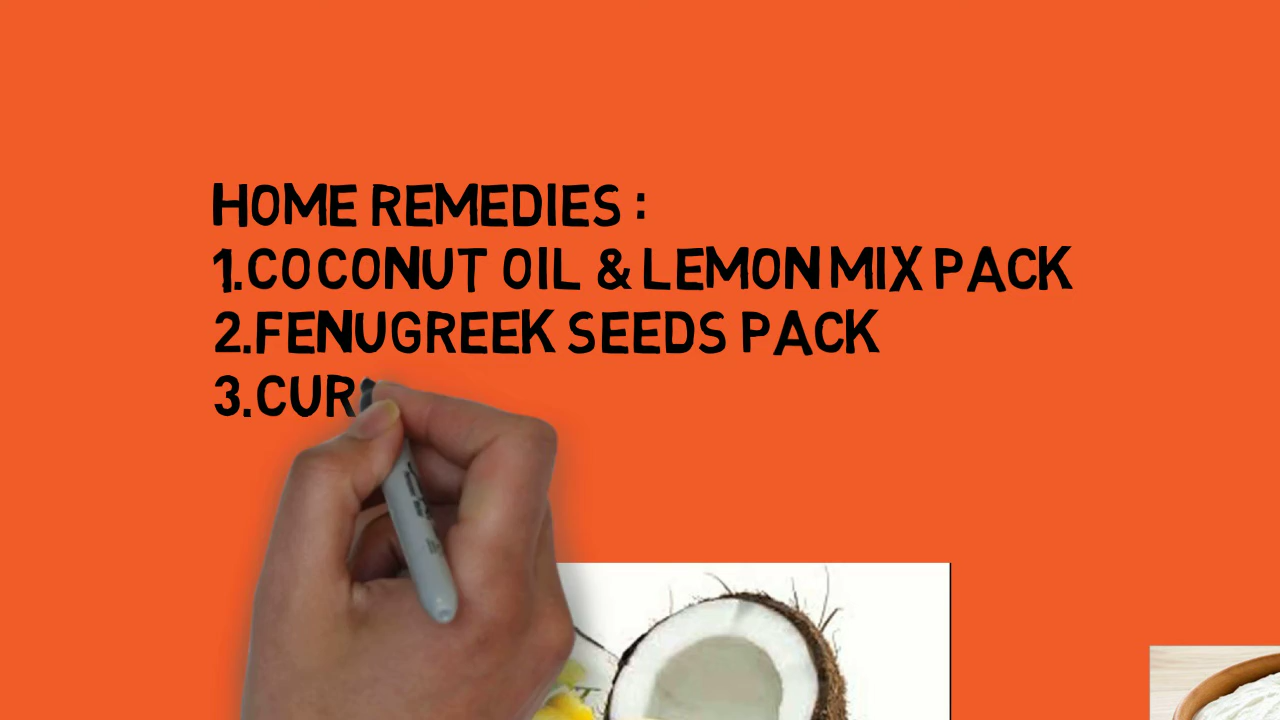 HOME REMEDIES :
1.COCONUT OIL & LEMON MIX PACK
2.FENUGREEK SEEDS PACK
3.CUR